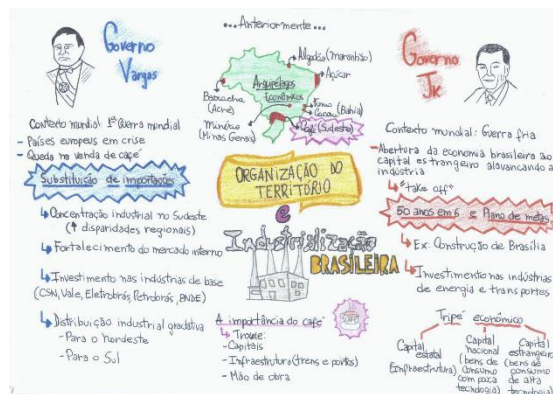 Governo
Vargas
Contexto mundial: 1ª Guerra mundial
- Países europeus em crise
- Queda na venda de café
Substituição de importações
Concentração industrial no Sudeste
(↑ disparidades regionais)
Fortalecimento do mercado interno
Investimento nas indústrias de base
(CSN, Vale, Eletrobrás, Petrobrás, BNDE)
Distribuição industrial gradativa
- Para o nordeste
- Para o Sul
...Anteriormente...
Algodão (maranhão)
Açúcar
Arquipélagos
Econômicos
Borracha
(Acre)
Fumo
Cacau (Bahia)
Minério
(Minas Gerais)
Café (Sudeste)
ORGANIZAÇÃO DO
TERRITÓRIO
e
Industrialização
BRASILEIRA
A importância do café
Trouxe:
- Capitais
- Infraestrutura (trens e portos)
- Mão de obra
Governo
JK
Contexto mundial: Guerra fria
- Abertura da economia brasileira ao
capital estrangeiro alavancando a
indústria
"take off"
50 anos em 5 e Plano de metas
Ex: Construção de Brasília
Investimento nas indústrias
de energia e transportes
Tripé econômico
Capital
estatal
(Infraestrutura)
Capital
nacional
(bens de
consumo
com pouca
tecnologia)
Capital
estrangeiro
(bens de
consumo
de alta
tecnologia)